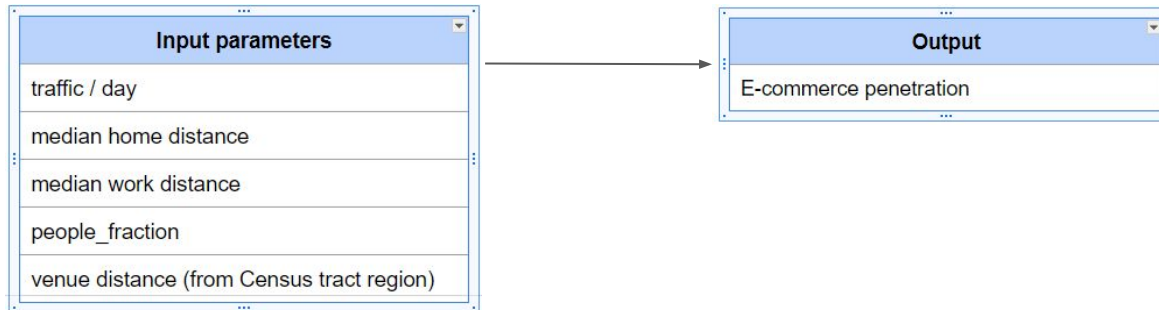 Input parameters
traffic / day
median home distance
median work distance
people_fraction
venue distance (from Census tract region)
Output
E-commerce penetration